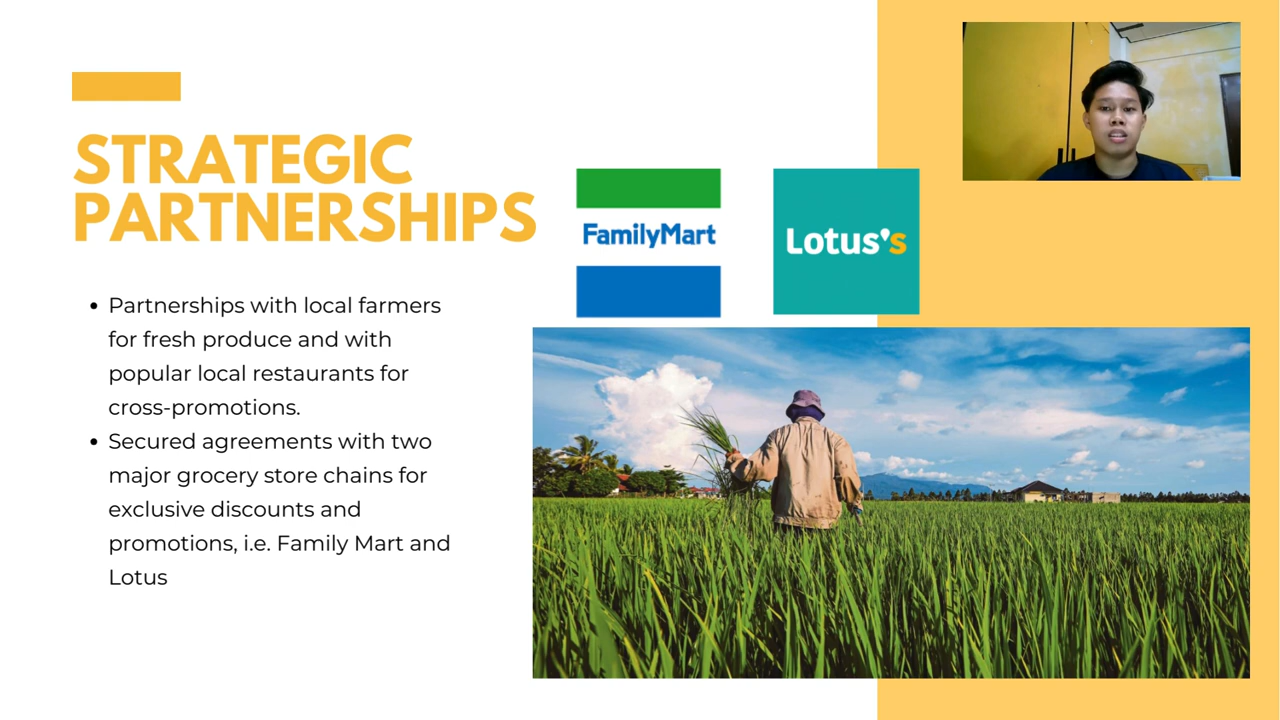 STRATEGIC
PARTNERSHIPS
• Partnerships with local farmers
for fresh produce and with
popular local restaurants for
cross-promotions.
• Secured agreements with two
major grocery store chains for
exclusive discounts and
promotions, i.e. Family Mart and
Lotus
FamilyMart
Lotus's